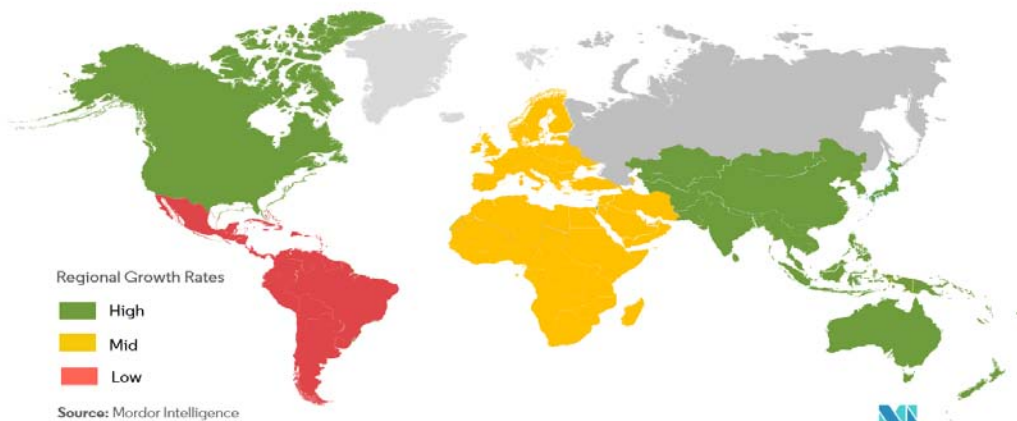 Regional Growth Rates
High
Mid
Low
Source: Mordor Intelligence